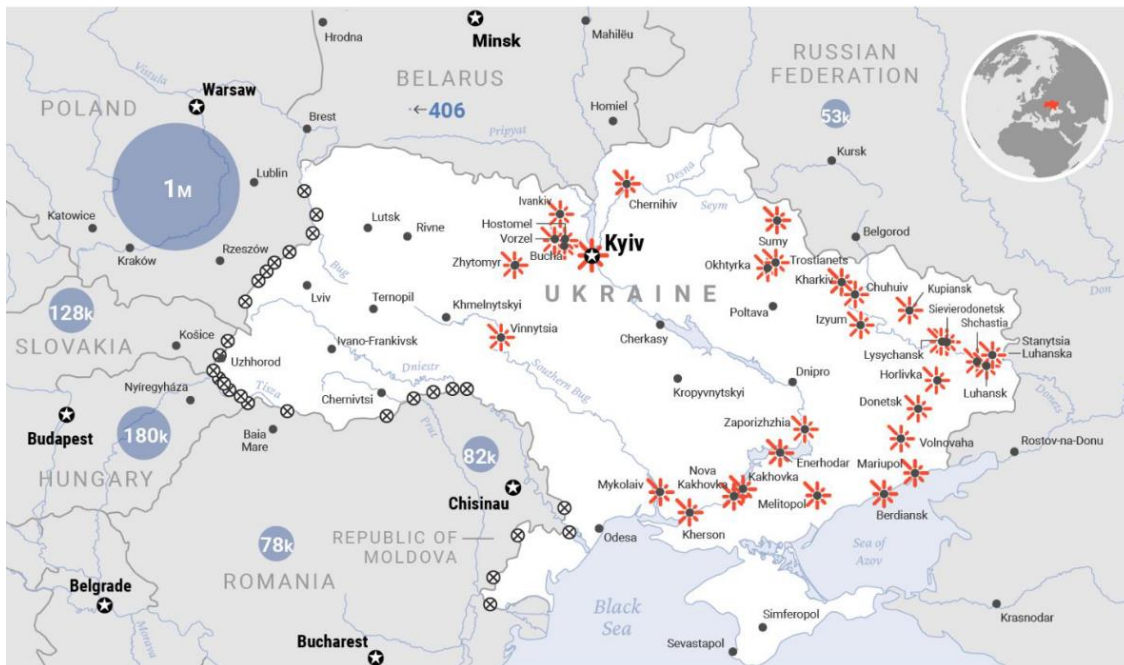 Hrodna
Minsk
Mahilëu
RUSSIAN
FEDERATION
Vistula
BELARUS
POLAND
Warsaw
←406
53k
Brest
Pripyat
Homiel
Kursk
Desna
1M
Lublin
Seym
Ivankiv
Chernihiv
Katowice
Lutsk
Rivne
Hostomel
Sumy
Belgorod
Kraków
Rzeszów
Vorzel
Kyiv
Bucha
Zhytomyr
Trostianets
Okhtyrka
Kharkiv
Bug
UKRAINE
Chuhuiv
Kupiansk
Don
Lviv
Ternopil
Khmelnytskyi
Poltava
Sievierodonetsk
Izyum
Shchastia
128k
Košice
SLOVAKIA
Vinnytsia
Cherkasy
Stanytsia
Luhanska
Ivano-Frankivsk
Lysychansk
Uzhhorod
Dniestr
Horlivka
Luhansk
Nyíregyháza
Tisza
Southern Bug
Dnipro
Donets
Chernivtsi
Kropyvnytskyi
Donetsk
Budapest
180k
Baia
Mare
Prut
Zaporizhzhia
Volnovaha
Rostov-na-Donu
HUNGARY
82k
Enerhodar
Mariupol
Nova
Kakhovka
Kakhovka
Mykolaiv
Chisinau
Melitopol
Berdiansk
Kherson
REPUBLIC OF
MOLDOVA
Odesa
78k
Sea of
Azov
ROMANIA
Belgrade
Black
Sea
Simferopol
Krasnodar
Morava
Bucharest
Sevastapol